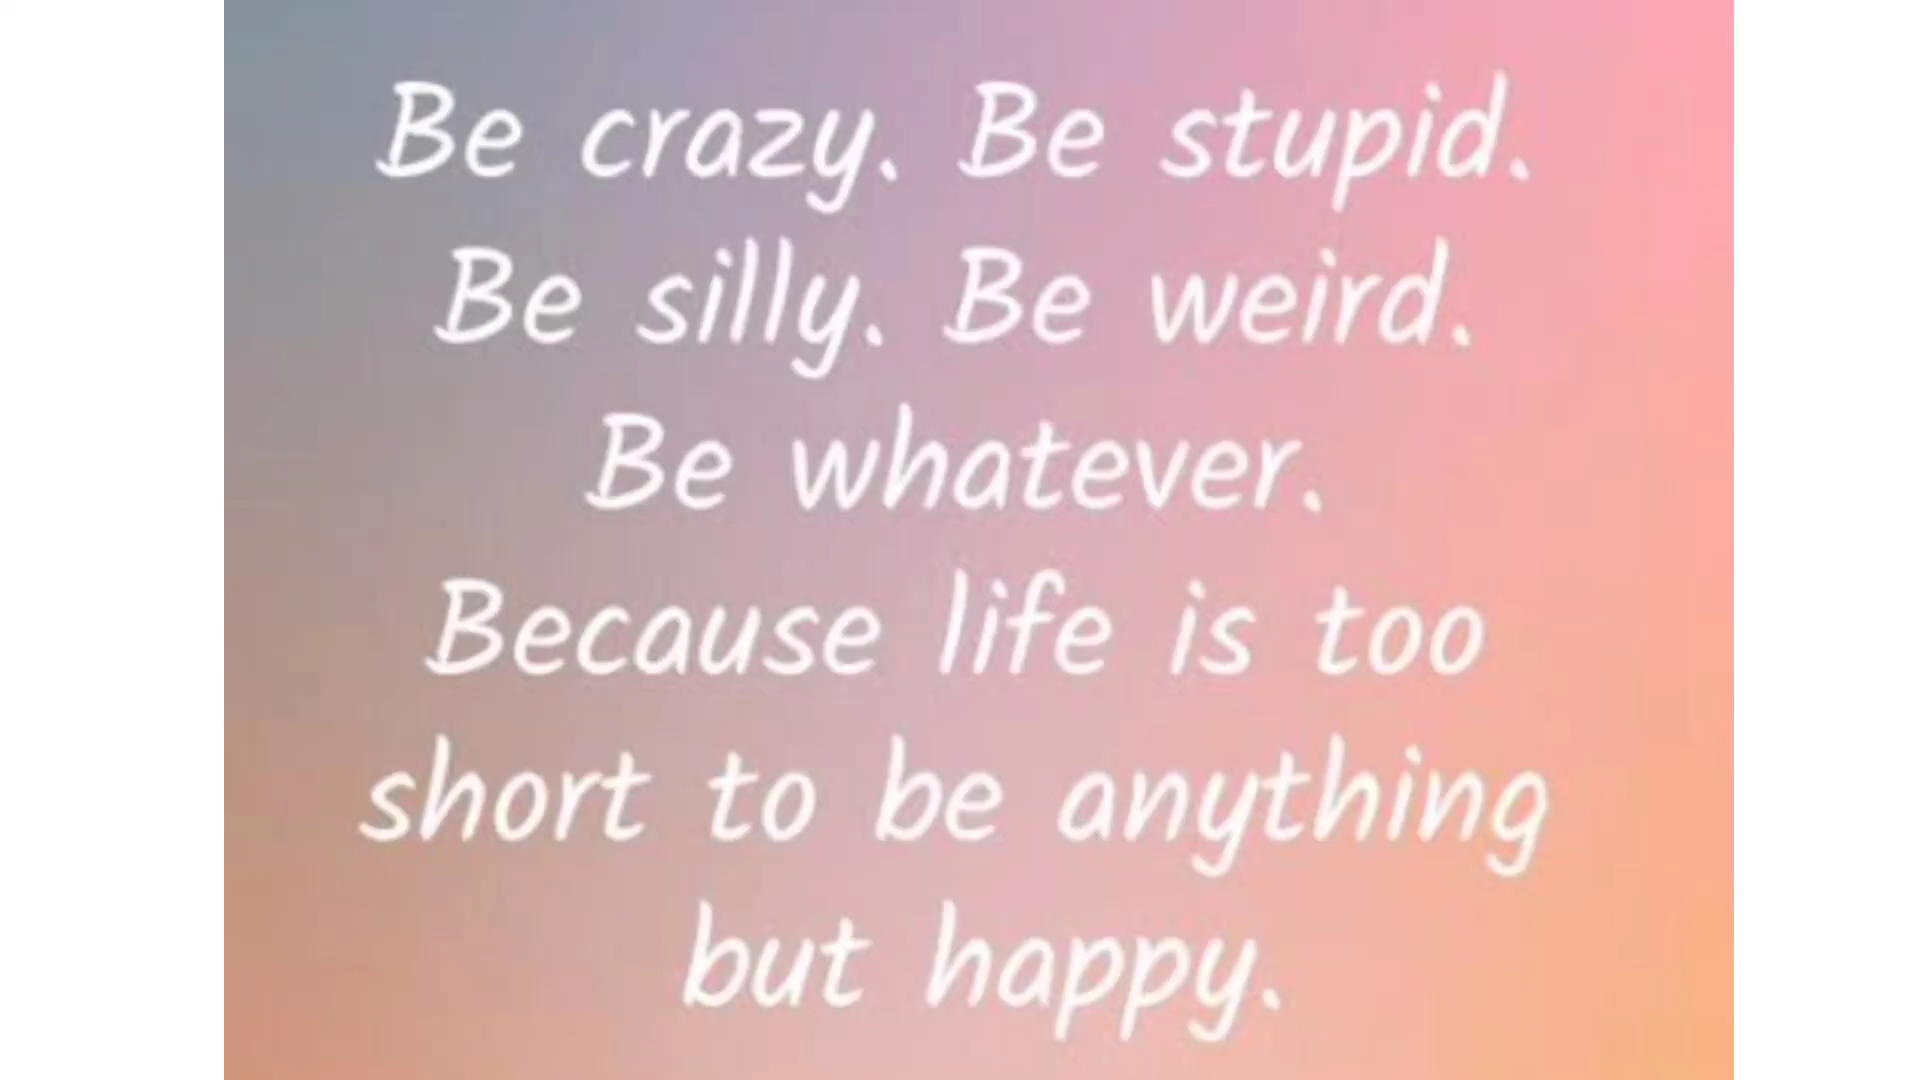 Be crazy. Be stupid.
Be silly. Be weird.
Be whatever.
Because life is too
short to be anything
but happy.